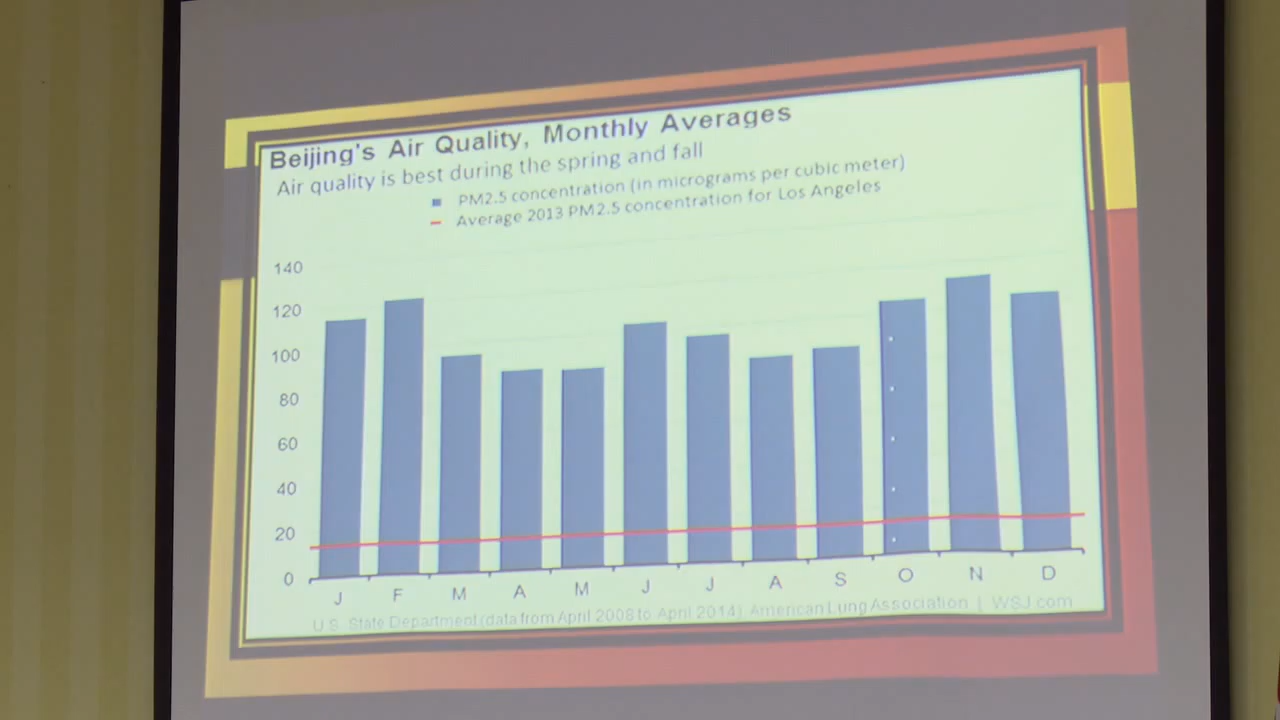 Beijing's Air Quality, Monthly Averages
Air quality is best during the spring and fall
PM2.5 concentration (in micrograms per cubic meter)
Average 2013 PM2.5 concentration for Los Angeles
140
120
100
80
60
40
20
0
J F M A M J J A S O N D
U.S. State Department (data from April 2008 to April 2014) American Lung Association | WSJ.com